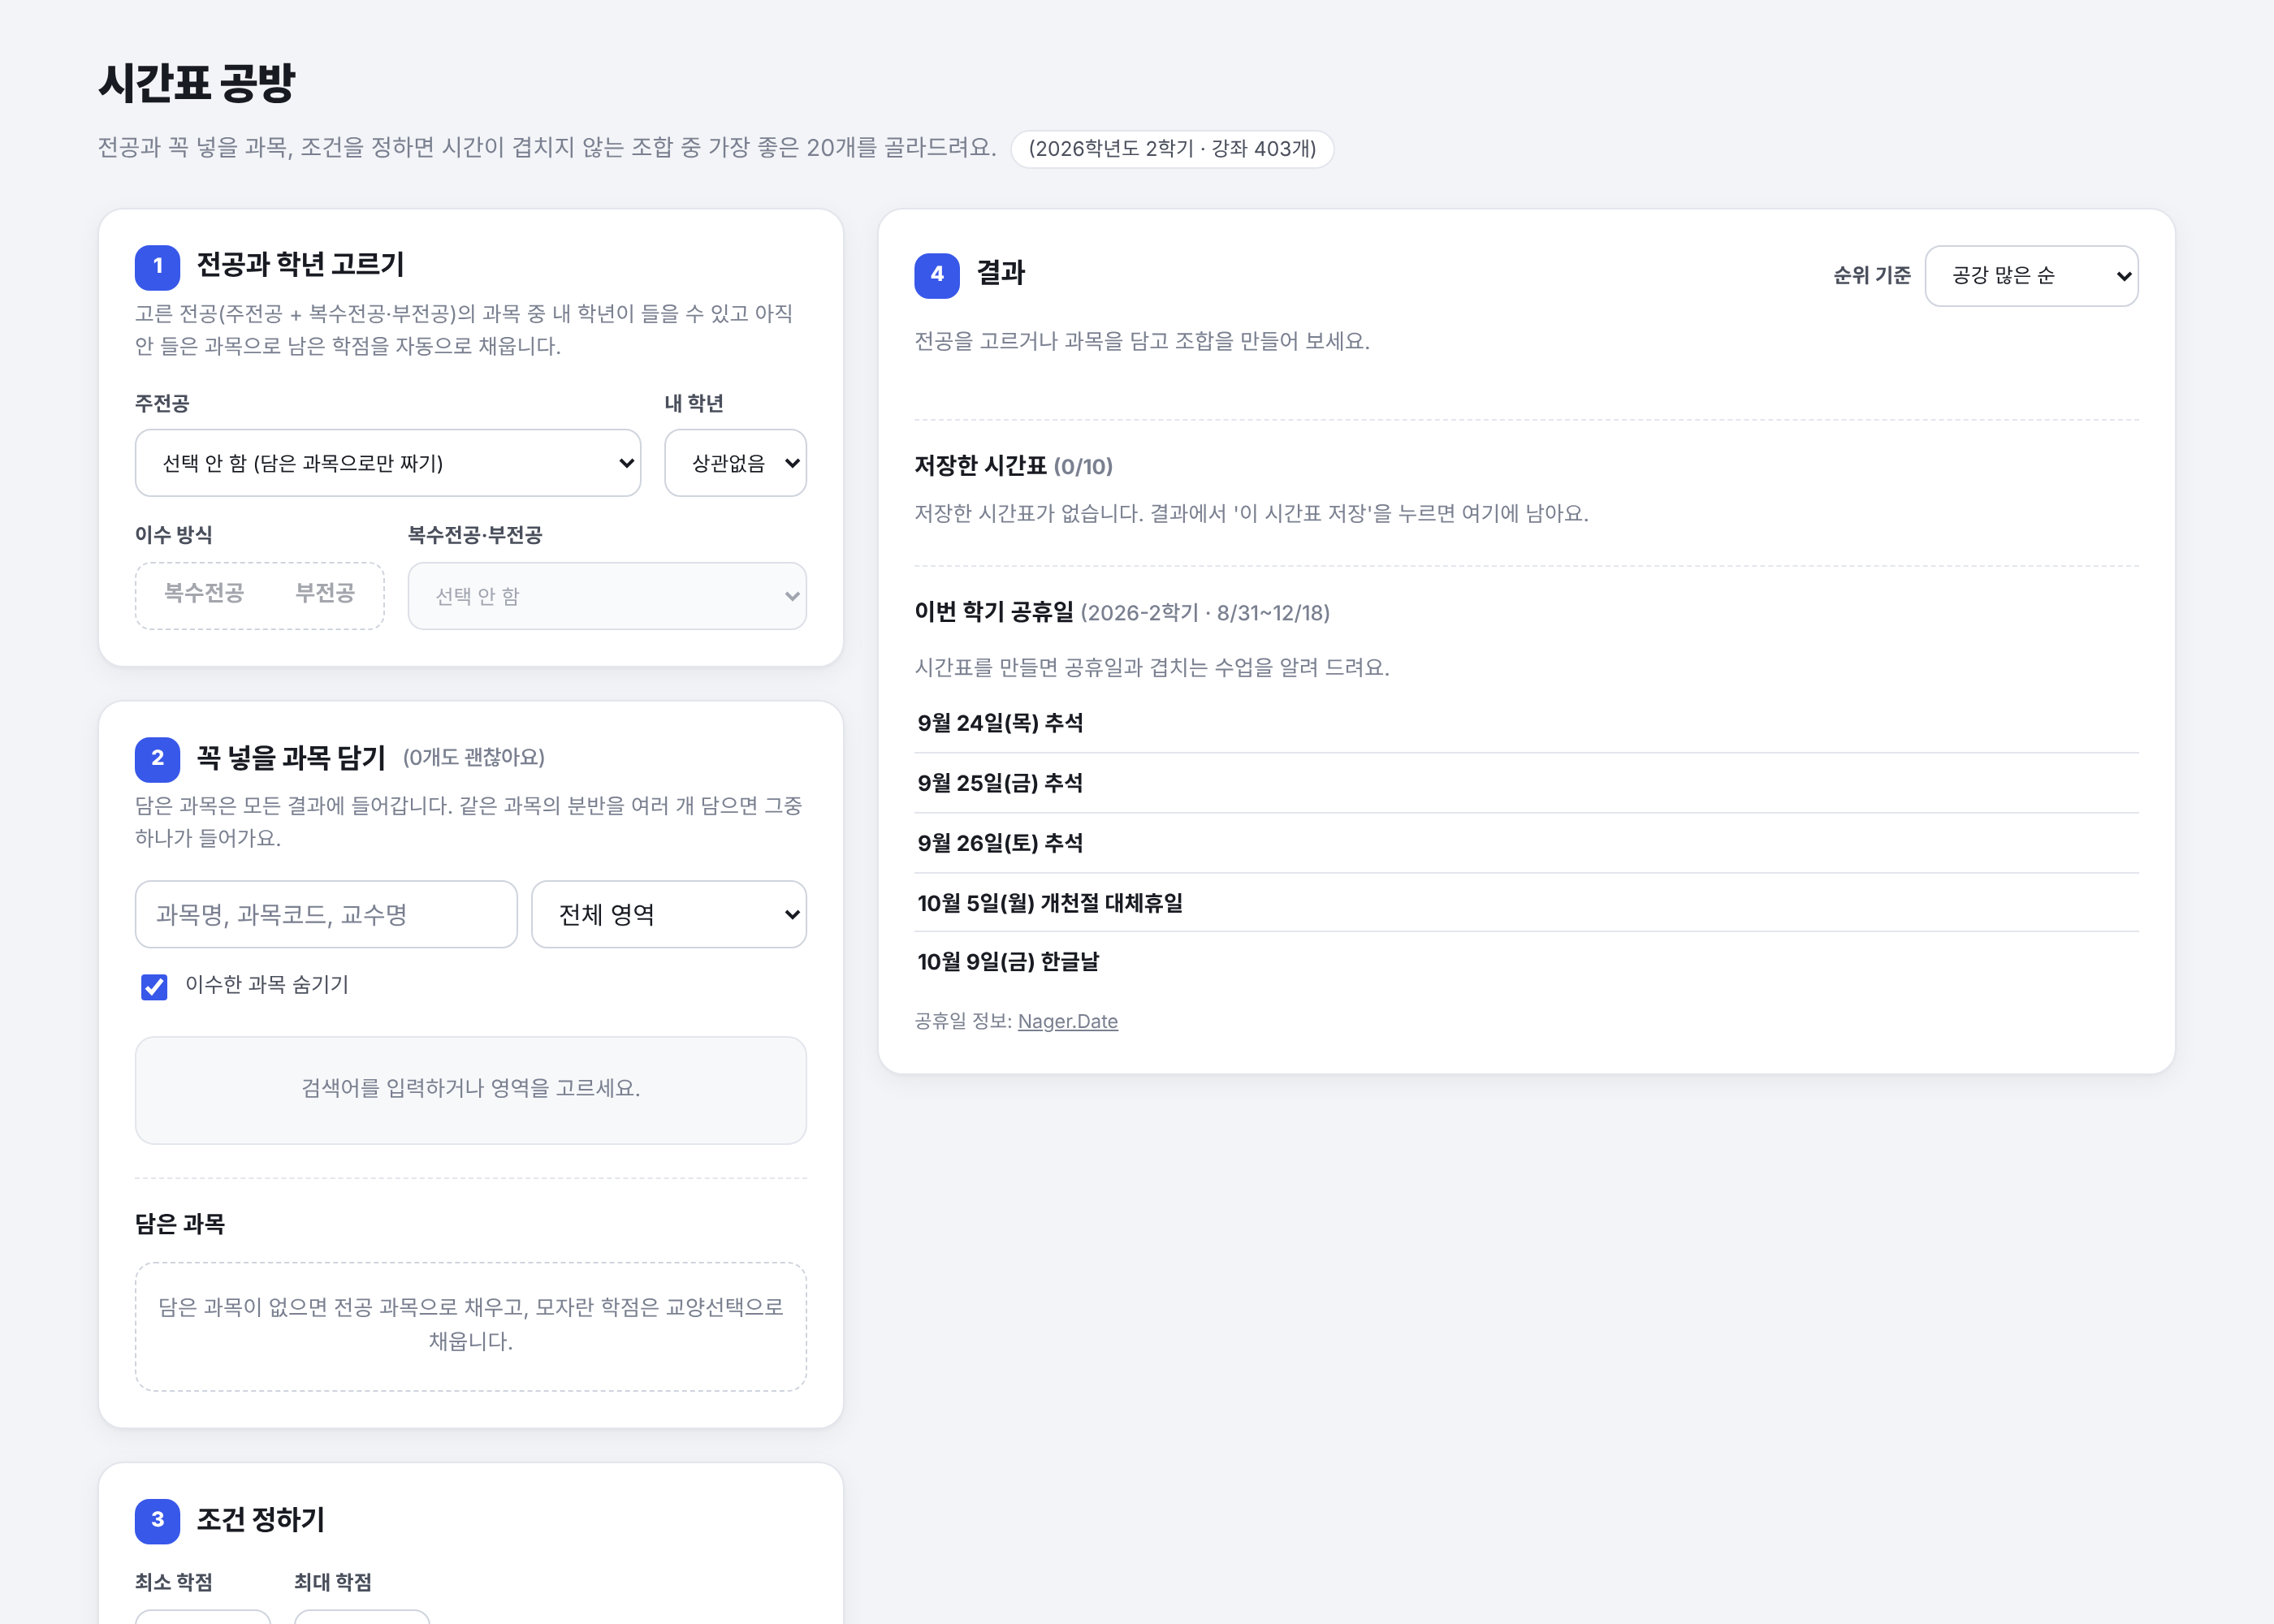 시간표 공방
전공과 꼭 넣을 과목, 조건을 정하면 시간이 겹치지 않는 조합 중 가장 좋은 20개를 골라드려요. (2026학년도 2학기 · 강좌 403개)
1 전공과 학년 고르기
고른 전공(주전공 + 복수전공·부전공)의 과목 중 내 학년이 들을 수 있고 아직
안 들은 과목으로 남은 학점을 자동으로 채웁니다.
주전공 내 학년
선택 안 함 (담은 과목으로만 짜기) 상관없음
이수 방식 복수전공·부전공
복수전공 부전공 선택 안 함
2 꼭 넣을 과목 담기 (0개도 괜찮아요)
담은 과목은 모든 결과에 들어갑니다. 같은 과목의 분반을 여러 개 담으면 그중
하나가 들어가요.
과목명, 과목코드, 교수명 전체 영역
이수한 과목 숨기기
검색어를 입력하거나 영역을 고르세요.
담은 과목
담은 과목이 없으면 전공 과목으로 채우고, 모자란 학점은 교양선택으로
채웁니다.
3 조건 정하기
최소 학점 최대 학점
4 결과 순위 기준 공강 많은 순
전공을 고르거나 과목을 담고 조합을 만들어 보세요.
저장한 시간표 (0/10)
저장한 시간표가 없습니다. 결과에서 '이 시간표 저장'을 누르면 여기에 남아요.
이번 학기 공휴일 (2026-2학기 · 8/31~12/18)
시간표를 만들면 공휴일과 겹치는 수업을 알려 드려요.
9월 24일(목) 추석
9월 25일(금) 추석
9월 26일(토) 추석
10월 5일(월) 개천절 대체휴일
10월 9일(금) 한글날
공휴일 정보: Nager.Date